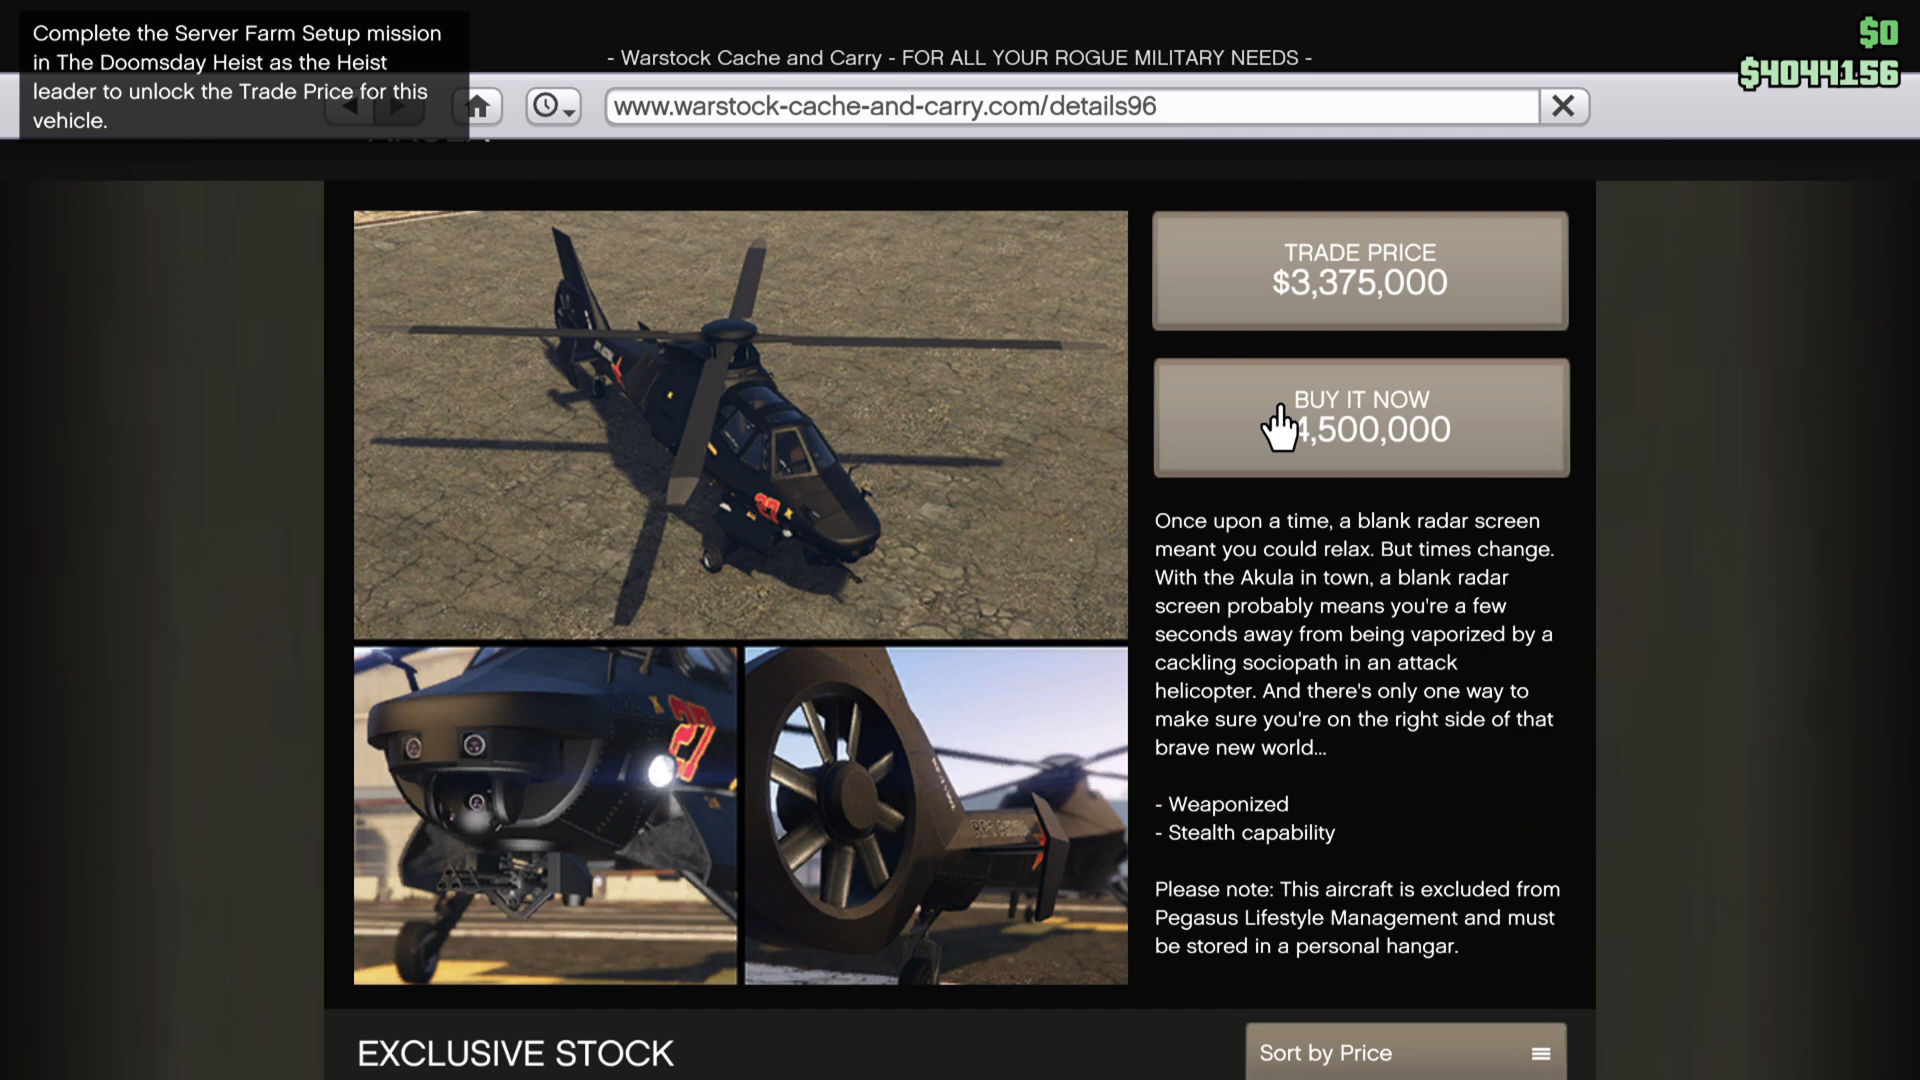 Complete the Server Farm Setup mission
in The Doomsday Heist as the Heist
leader to unlock the Trade Price for this
vehicle.
$0
$4044156
- Warstock Cache and Carry - FOR ALL YOUR ROGUE MILITARY NEEDS -
www.warstock-cache-and-carry.com/details96
TRADE PRICE
$3,375,000
BUY IT NOW
4,500,000
Once upon a time, a blank radar screen
meant you could relax. But times change.
With the Akula in town, a blank radar
screen probably means you're a few
seconds away from being vaporized by a
cackling sociopath in an attack
helicopter. And there's only one way to
make sure you're on the right side of that
brave new world...
- Weaponized
- Stealth capability
Please note: This aircraft is excluded from
Pegasus Lifestyle Management and must
be stored in a personal hangar.
27
27
EXCLUSIVE STOCK
Sort by Price